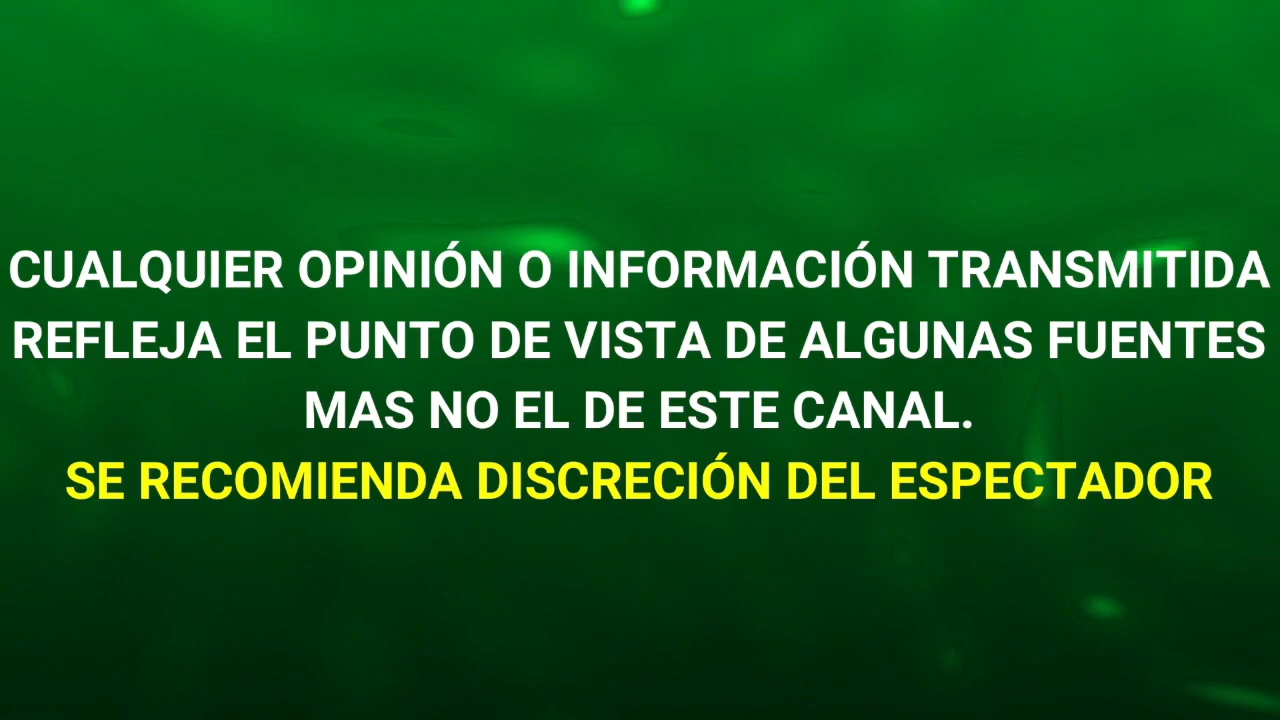 CUALQUIER OPINIÓN O INFORMACIÓN TRANSMITIDA
REFLEJA EL PUNTO DE VISTA DE ALGUNAS FUENTES
MAS NO EL DE ESTE CANAL.
SE RECOMIENDA DISCRECIÓN DEL ESPECTADOR